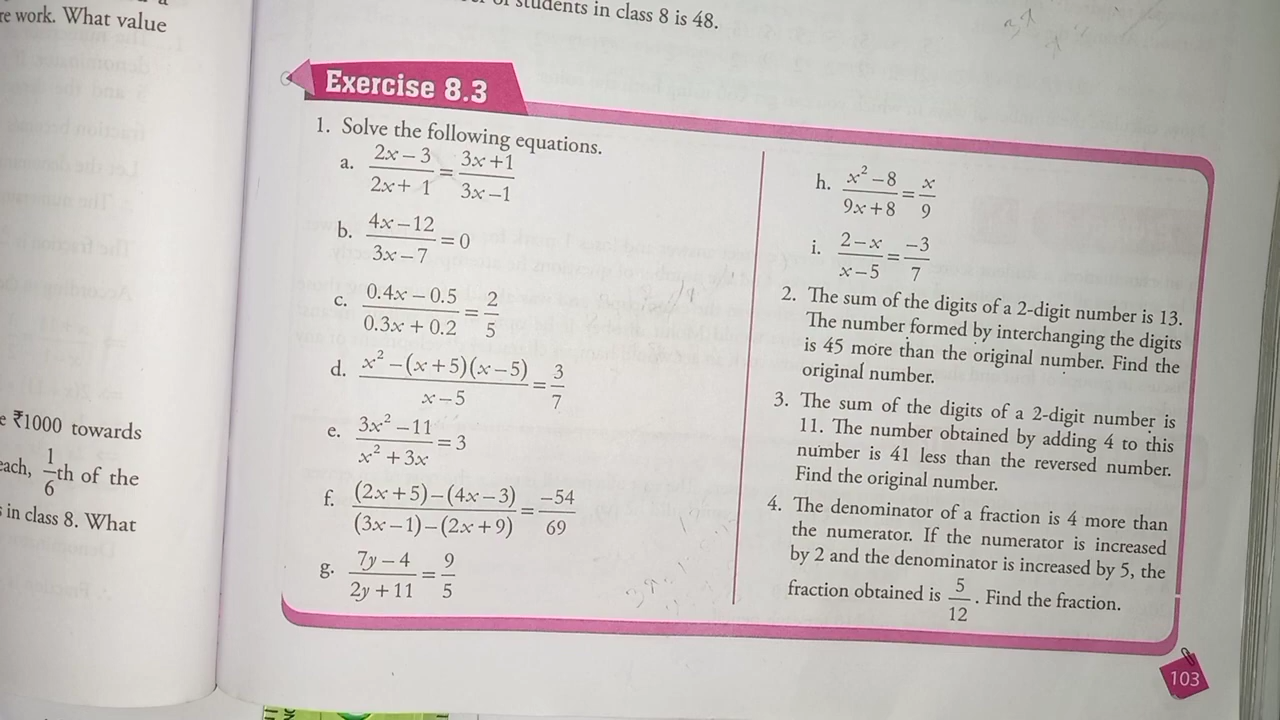 re work. What value
students in class 8 is 48.
Exercise 8.3
1. Solve the following equations.
a. (2x – 3)/(2x + 1) = (3x + 1)/(3x – 1)
b. (4x – 12)/(3x – 7) = 0
c. (0.4x – 0.5)/(0.3x + 0.2) = 2/5
d. (x² – (x + 5)(x – 5))/(x – 5) = 3/7
e. (3x² – 11)/(x² + 3x) = 3
f. ((2x + 5) – (4x – 3))/((3x – 1) – (2x + 9)) = –54/69
g. (7y – 4)/(2y + 11) = 9/5
h. (x² – 8)/(9x + 8) = x/9
i. (2 – x)/(x – 5) = –3/7
2. The sum of the digits of a 2-digit number is 13.
The number formed by interchanging the digits
is 45 more than the original number. Find the
original number.
3. The sum of the digits of a 2-digit number is
11. The number obtained by adding 4 to this
number is 41 less than the reversed number.
Find the original number.
4. The denominator of a fraction is 4 more than
the numerator. If the numerator is increased
by 2 and the denominator is increased by 5, the
fraction obtained is 5/12. Find the fraction.
₹1000 towards
each, 1/6th of the
in class 8. What
103